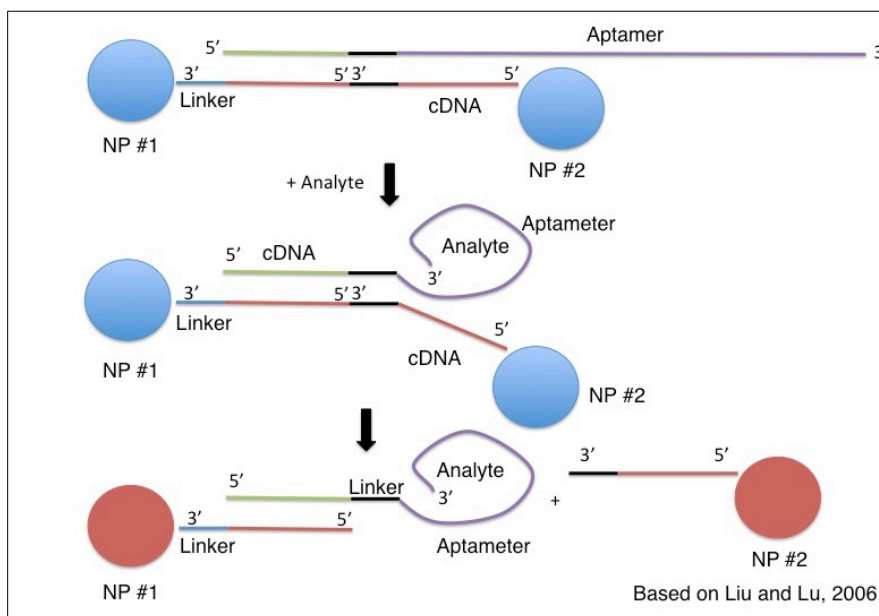 Aptamer
5′
3′
3′ 5′ 3′ 5′
Linker cDNA
NP #1
NP #2
+ Analyte
Aptameter
cDNA Analyte
5′ 3′
3′ 5′ 3′
Linker 5′
cDNA
NP #1
NP #2
3′ 5′
5′ Linker Analyte
3′
+
3′ 5′
Linker Aptameter
NP #2
NP #1
Based on Liu and Lu, 2006